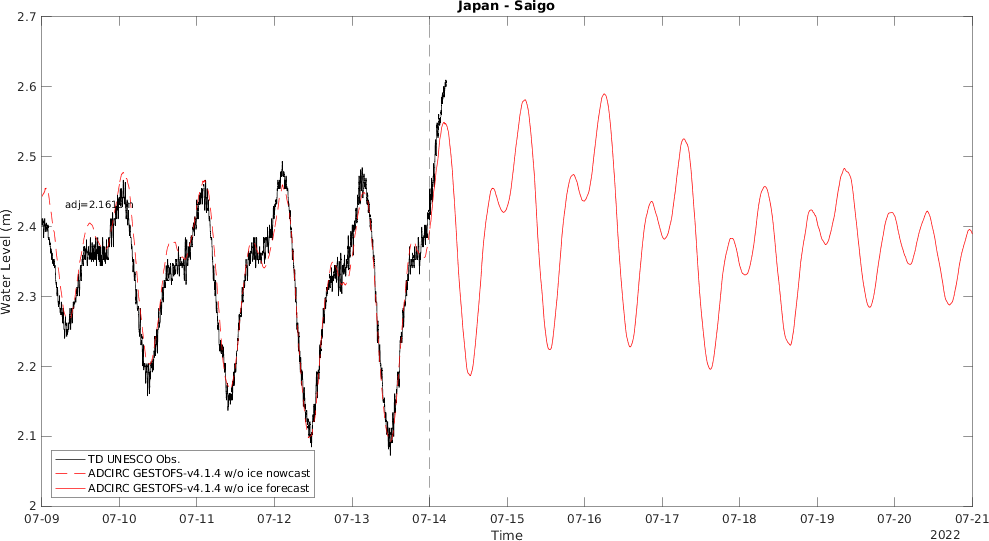 Japan - Saigo
2.7
2.6
2.5
2.4
2.3
2.2
2.1
2
Water Level (m)
TD UNESCO Obs.
ADCIRC GESTOFS-v4.1.4 w/o ice nowcast
ADCIRC GESTOFS-v4.1.4 w/o ice forecast
07-09 07-10 07-11 07-12 07-13 07-14 07-15 07-16 07-17 07-18 07-19 07-20 07-21
Time
2022